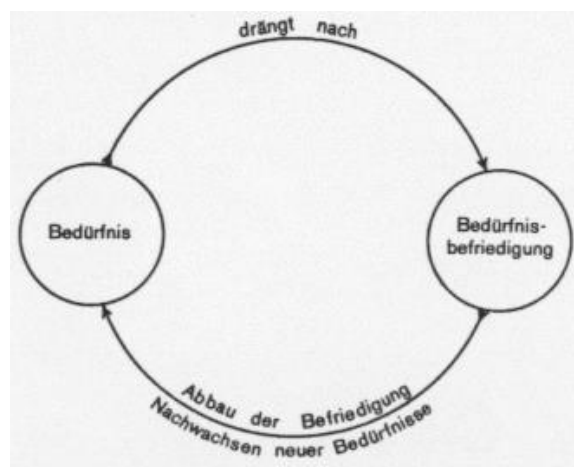 drängt nach
Bedürfnis
Bedürfnis-
befriedigung
Abbau der Befriedigung
Nachwachsen neuer Bedürfnisse